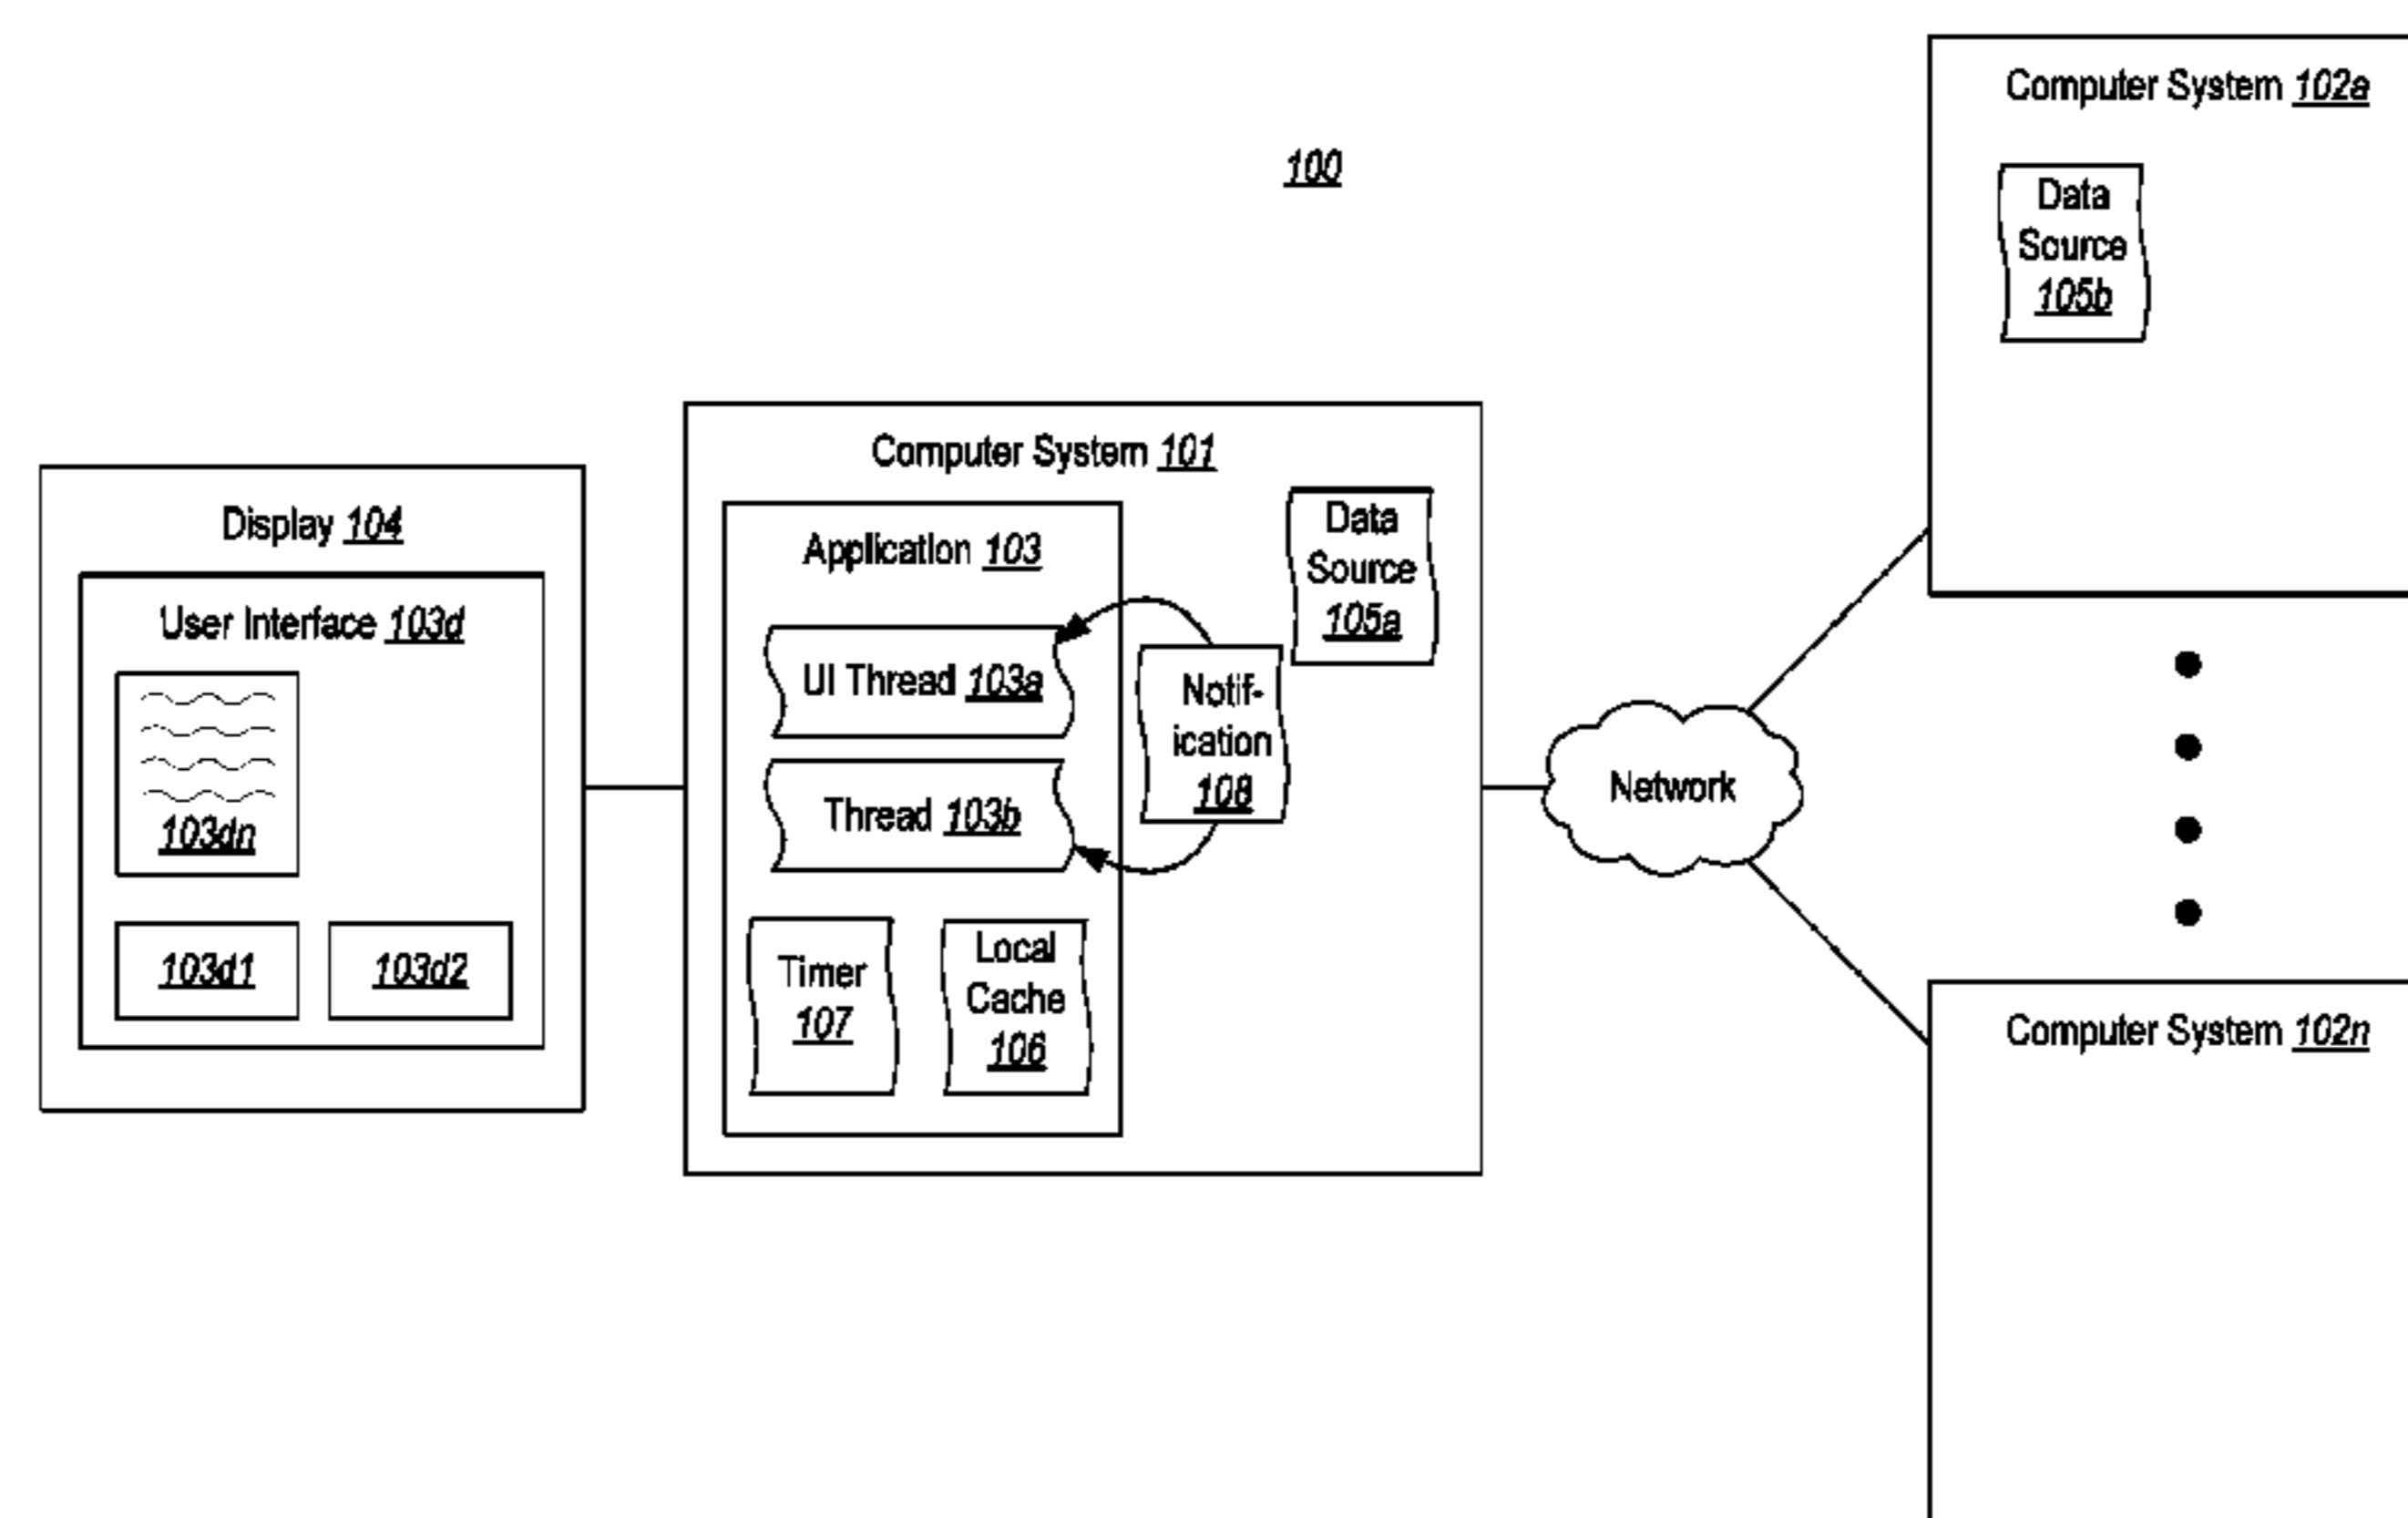 100
Computer System 102a
Data
Source
105b
Computer System 101
Display 104
Application 103
Data
Source
105a
User Interface 103d
UI Thread 103a
Notif-
ication
108
Thread 103b
Network
103dn
103d1
103d2
Timer
107
Local
Cache
106
Computer System 102n